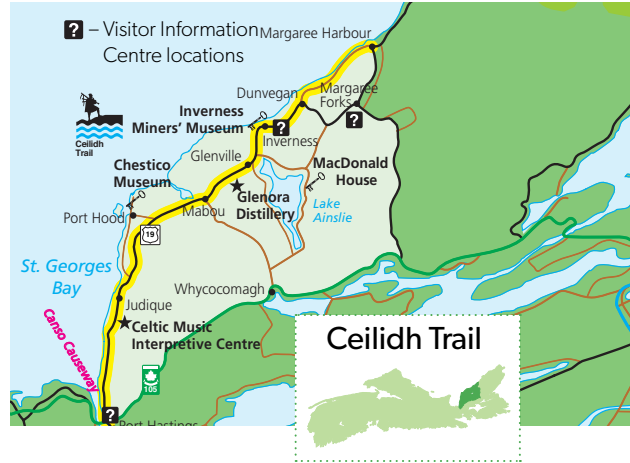 ? – Visitor Information
Centre locations
Margaree Harbour
Dunvegan
Margaree
Forks
?
Inverness
Miners' Museum
?
Inverness
Ceilidh
Trail
Glenville
MacDonald
House
Chestico
Museum
Glenora
Distillery
Lake
Ainslie
Port Hood
Mabou
19
St. Georges
Bay
Whycocomagh
Judique
Celtic Music
Interpretive Centre
Canso Causeway
105
?
Port Hastings
Ceilidh Trail